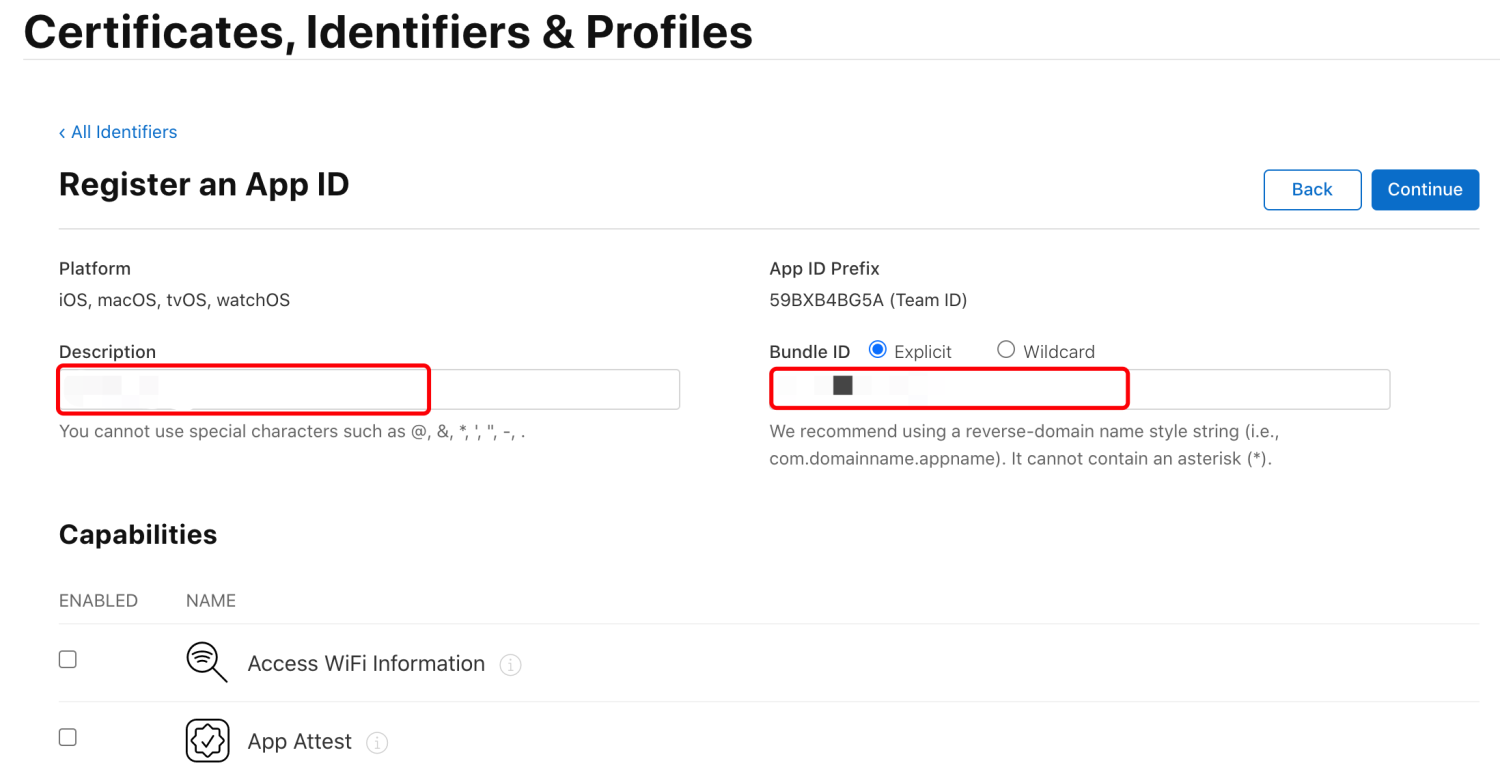 Certificates, Identifiers & Profiles
‹ All Identifiers
Register an App ID
Back
Continue
Platform
iOS, macOS, tvOS, watchOS
App ID Prefix
59BXB4BG5A (Team ID)
Description
Bundle ID
Explicit
Wildcard
You cannot use special characters such as @, &, *, ', ", -, .
We recommend using a reverse-domain name style string (i.e.,
com.domainname.appname). It cannot contain an asterisk (*).
Capabilities
ENABLED
NAME
Access WiFi Information
App Attest